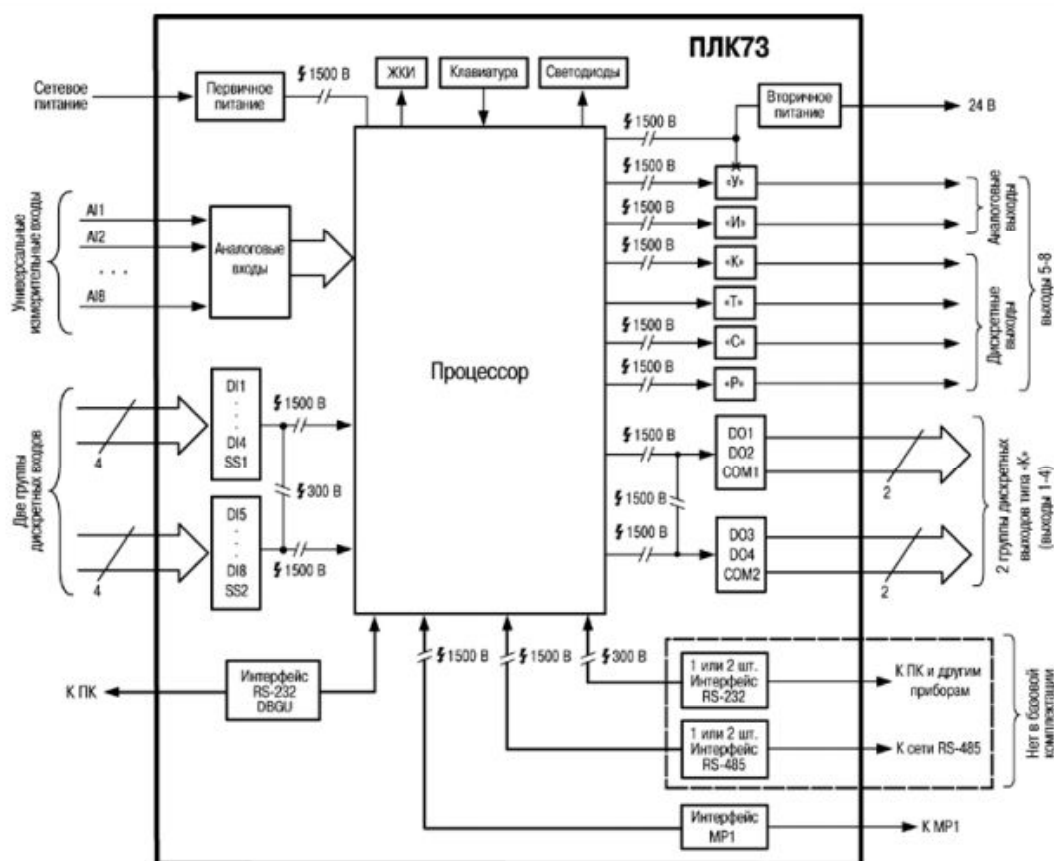 ПЛК73
Сетевое
питание
Первичное
питание
1500 В
ЖКИ
Клавиатура
Светодиоды
Вторичное
питание
24 В
1500 В
1500 В
«У»
1500 В
«И»
1500 В
«К»
«Т»
1500 В
«С»
1500 В
«Р»
Аналоговые
выходы
Дискретные
выходы
выходы 5-8
Универсальные
измерительные входы
AI1
AI2
. . .
AI8
Аналоговые
входы
Процессор
Две группы
дискретных входов
4
DI1
.
.
.
DI4
SS1
1500 В
300 В
4
DI5
.
.
.
DI8
SS2
1500 В
1500 В
DO1
DO2
COM1
2
1500 В
1500 В
DO3
DO4
COM2
2
2 группы дискретных
выходов типа «К»
(выходы 1-4)
1500 В
1500 В
300 В
К ПК
Интерфейс
RS-232
DBGU
1 или 2 шт.
Интерфейс
RS-232
К ПК и другим
приборам
1 или 2 шт.
Интерфейс
RS-485
К сети RS-485
Нет в базовой
комплектации
Интерфейс
МР1
К МР1